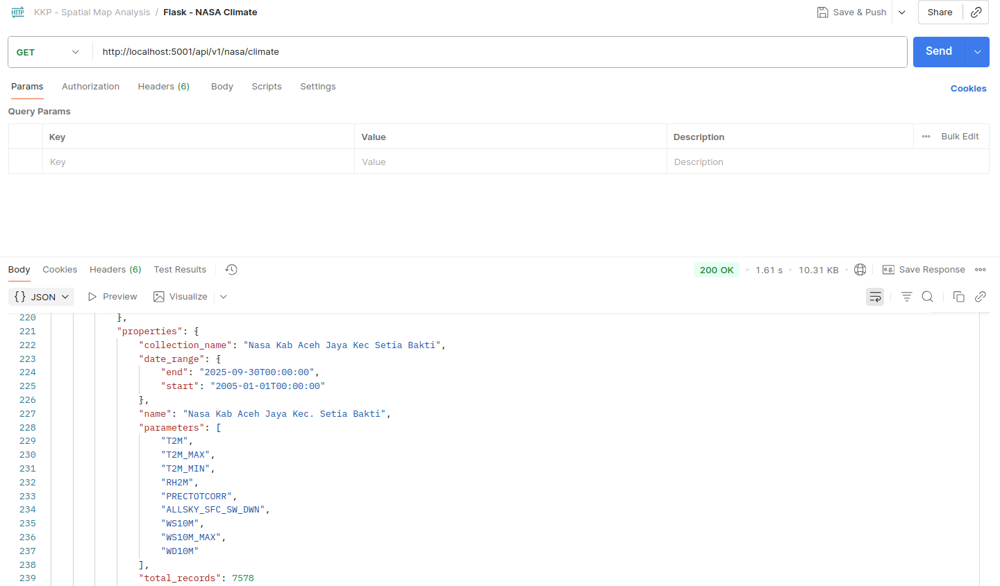 HTTP KKP - Spatial Map Analysis / Flask - NASA Climate Save & Push Share
GET http://localhost:5001/api/v1/nasa/climate Send
Params Authorization Headers (6) Body Scripts Settings Cookies
Query Params
Key Value Description Bulk Edit
Key Value Description
Body Cookies Headers (6) Test Results 200 OK 1.61 s 10.31 KB e.g. Save Response
{} JSON Preview Visualize
220 },
221 "properties": {
222 "collection_name": "Nasa Kab Aceh Jaya Kec Setia Bakti",
223 "date_range": {
224 "end": "2025-09-30T00:00:00",
225 "start": "2005-01-01T00:00:00"
226 },
227 "name": "Nasa Kab Aceh Jaya Kec. Setia Bakti",
228 "parameters": [
229 "T2M",
230 "T2M_MAX",
231 "T2M_MIN",
232 "RH2M",
233 "PRECTOTCORR",
234 "ALLSKY_SFC_SW_DWN",
235 "WS10M",
236 "WS10M_MAX",
237 "WD10M"
238 ],
239 "total_records": 7578